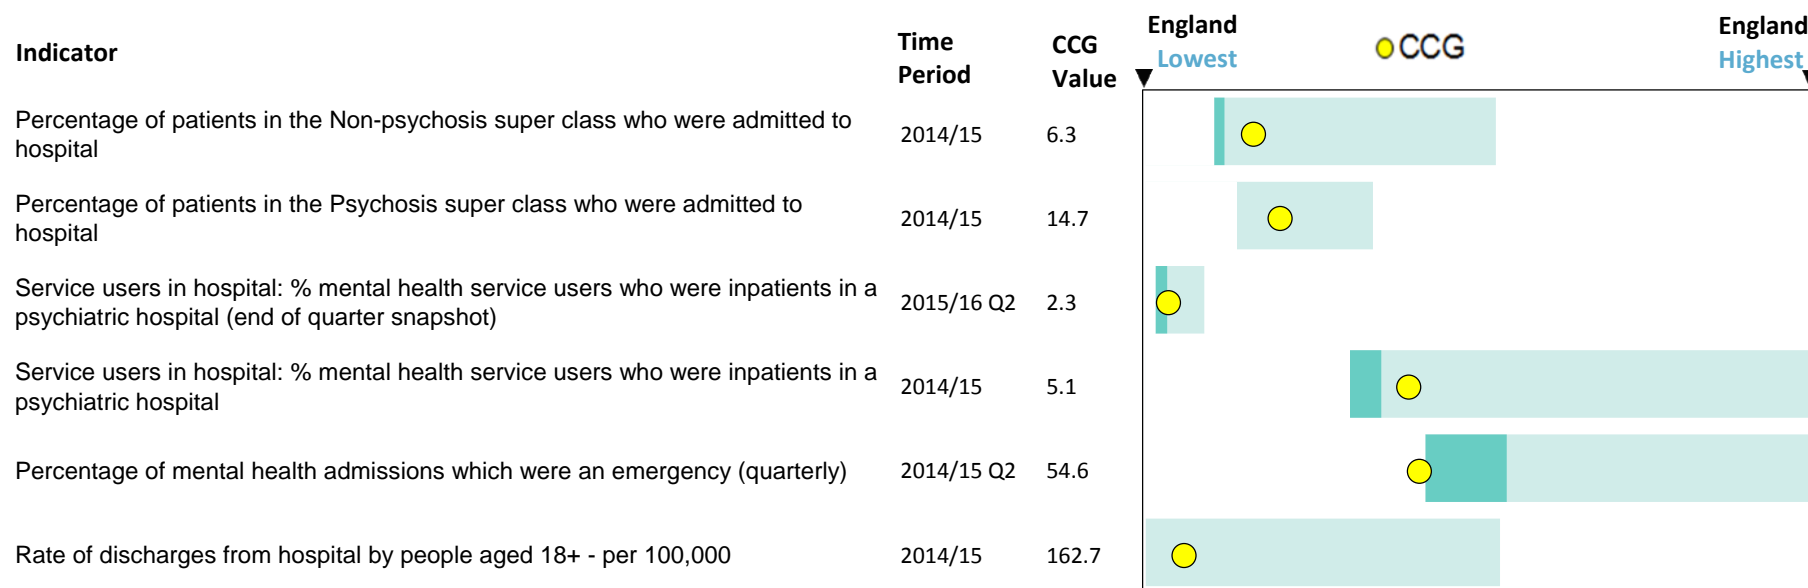 Indicator
Time
Period
CCG
Value
England
Lowest
CCG
England
Highest
Percentage of patients in the Non-psychosis super class who were admitted to
hospital
2014/15
6.3
Percentage of patients in the Psychosis super class who were admitted to
hospital
2014/15
14.7
Service users in hospital: % mental health service users who were inpatients in a
psychiatric hospital (end of quarter snapshot)
2015/16 Q2
2.3
Service users in hospital: % mental health service users who were inpatients in a
psychiatric hospital
2014/15
5.1
Percentage of mental health admissions which were an emergency (quarterly)
2014/15 Q2
54.6
Rate of discharges from hospital by people aged 18+ - per 100,000
2014/15
162.7